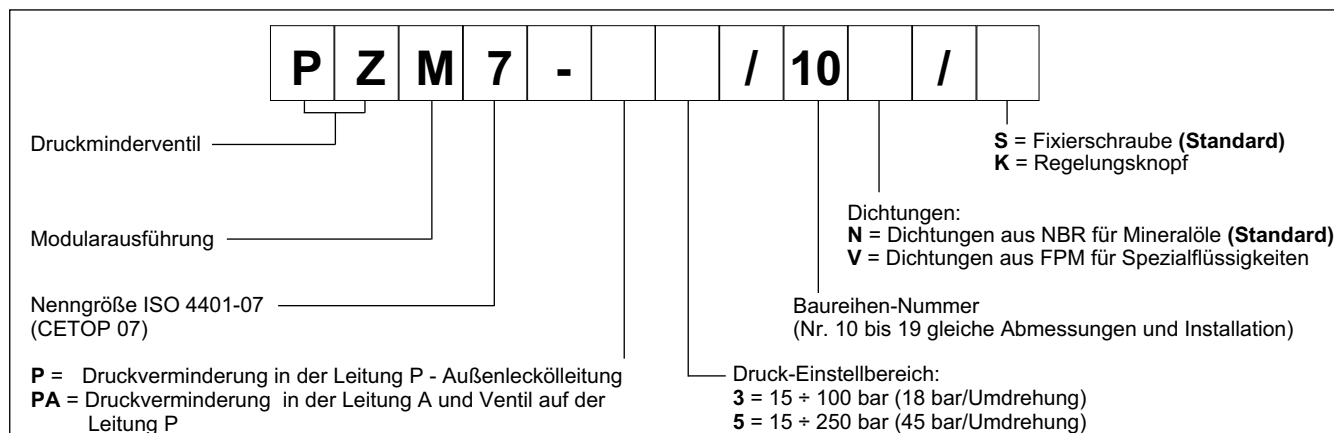 P Z M 7 - / 10 /
Druckminderventil
Modularausführung
Nenngröße ISO 4401-07
(CETOP 07)
P = Druckverminderung in der Leitung P - Außenleckölleitung
PA = Druckverminderung in der Leitung A und Ventil auf der
Leitung P
S = Fixierschraube (Standard)
K = Regelungsknopf
Dichtungen:
N = Dichtungen aus NBR für Mineralöle (Standard)
V = Dichtungen aus FPM für Spezialflüssigkeiten
Baureihen-Nummer
(Nr. 10 bis 19 gleiche Abmessungen und Installation)
Druck-Einstellbereich:
3 = 15 ÷ 100 bar (18 bar/Umdrehung)
5 = 15 ÷ 250 bar (45 bar/Umdrehung)